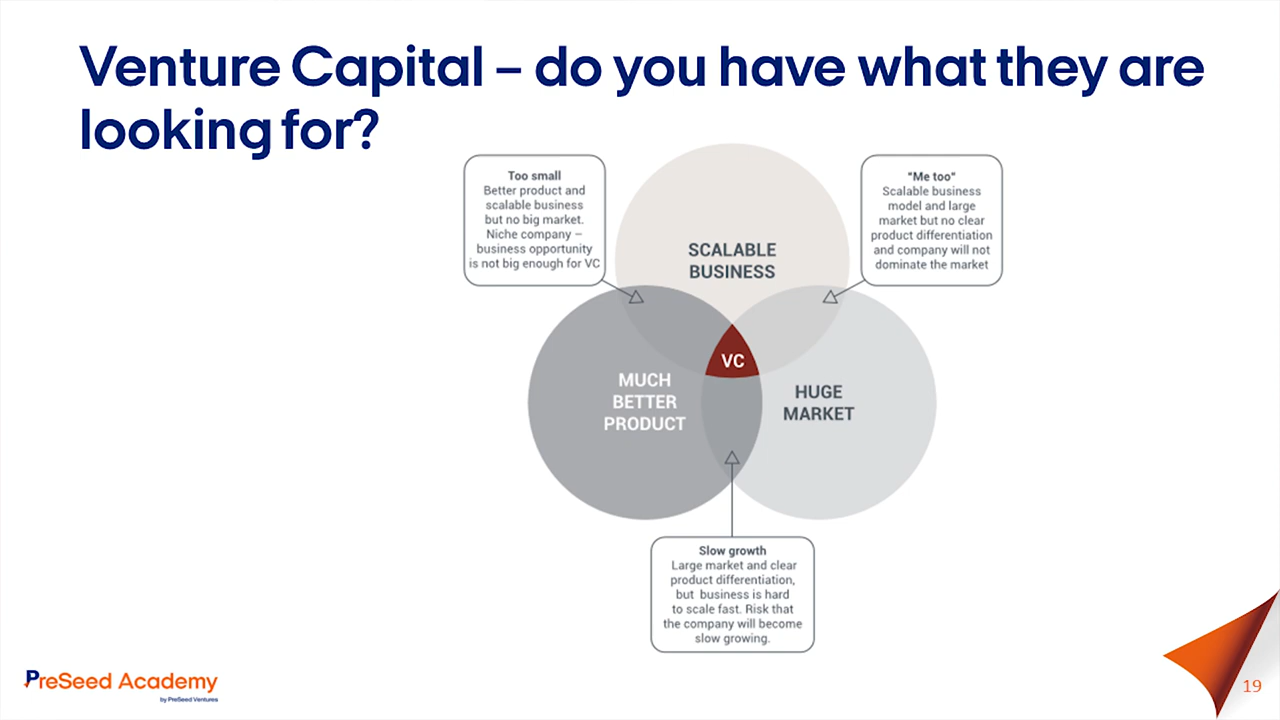 Venture Capital – do you have what they are
looking for?
Too small
Better product and
scalable business
but no big market.
Niche company –
business opportunity
is not big enough for VC
"Me too"
Scalable business
model and large
market but no clear
product differentiation
and company will not
dominate the market
SCALABLE
BUSINESS
VC
MUCH
BETTER
PRODUCT
HUGE
MARKET
Slow growth
Large market and clear
product differentiation,
but business is hard
to scale fast. Risk that
the company will become
slow growing.
PreSeed Academy
by PreSeed Ventures
19